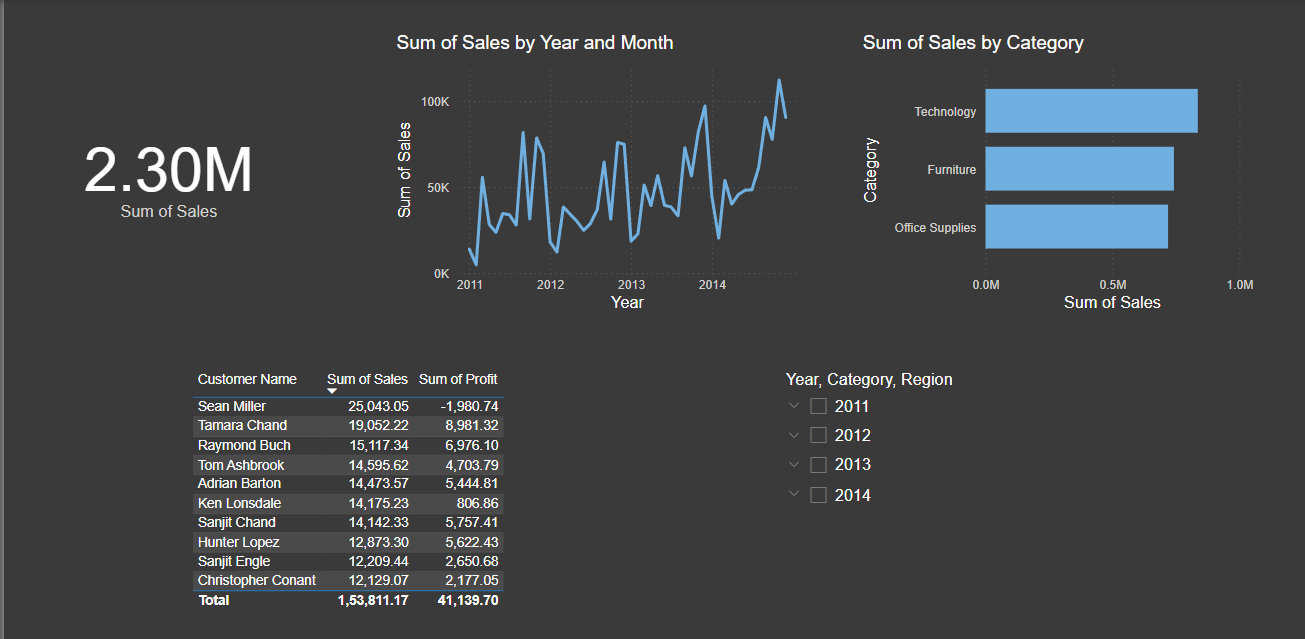 2.30M
Sum of Sales
Sum of Sales by Year and Month
Sum of Sales
100K
50K
0K
2011 2012 2013 2014
Year
Sum of Sales by Category
Category
Technology
Furniture
Office Supplies
0.0M 0.5M 1.0M
Sum of Sales
Customer Name Sum of Sales Sum of Profit
Sean Miller 25,043.05 -1,980.74
Tamara Chand 19,052.22 8,981.32
Raymond Buch 15,117.34 6,976.10
Tom Ashbrook 14,595.62 4,703.79
Adrian Barton 14,473.57 5,444.81
Ken Lonsdale 14,175.23 806.86
Sanjit Chand 14,142.33 5,757.41
Hunter Lopez 12,873.30 5,622.43
Sanjit Engle 12,209.44 2,650.68
Christopher Conant 12,129.07 2,177.05
Total 1,53,811.17 41,139.70
Year, Category, Region
2011
2012
2013
2014